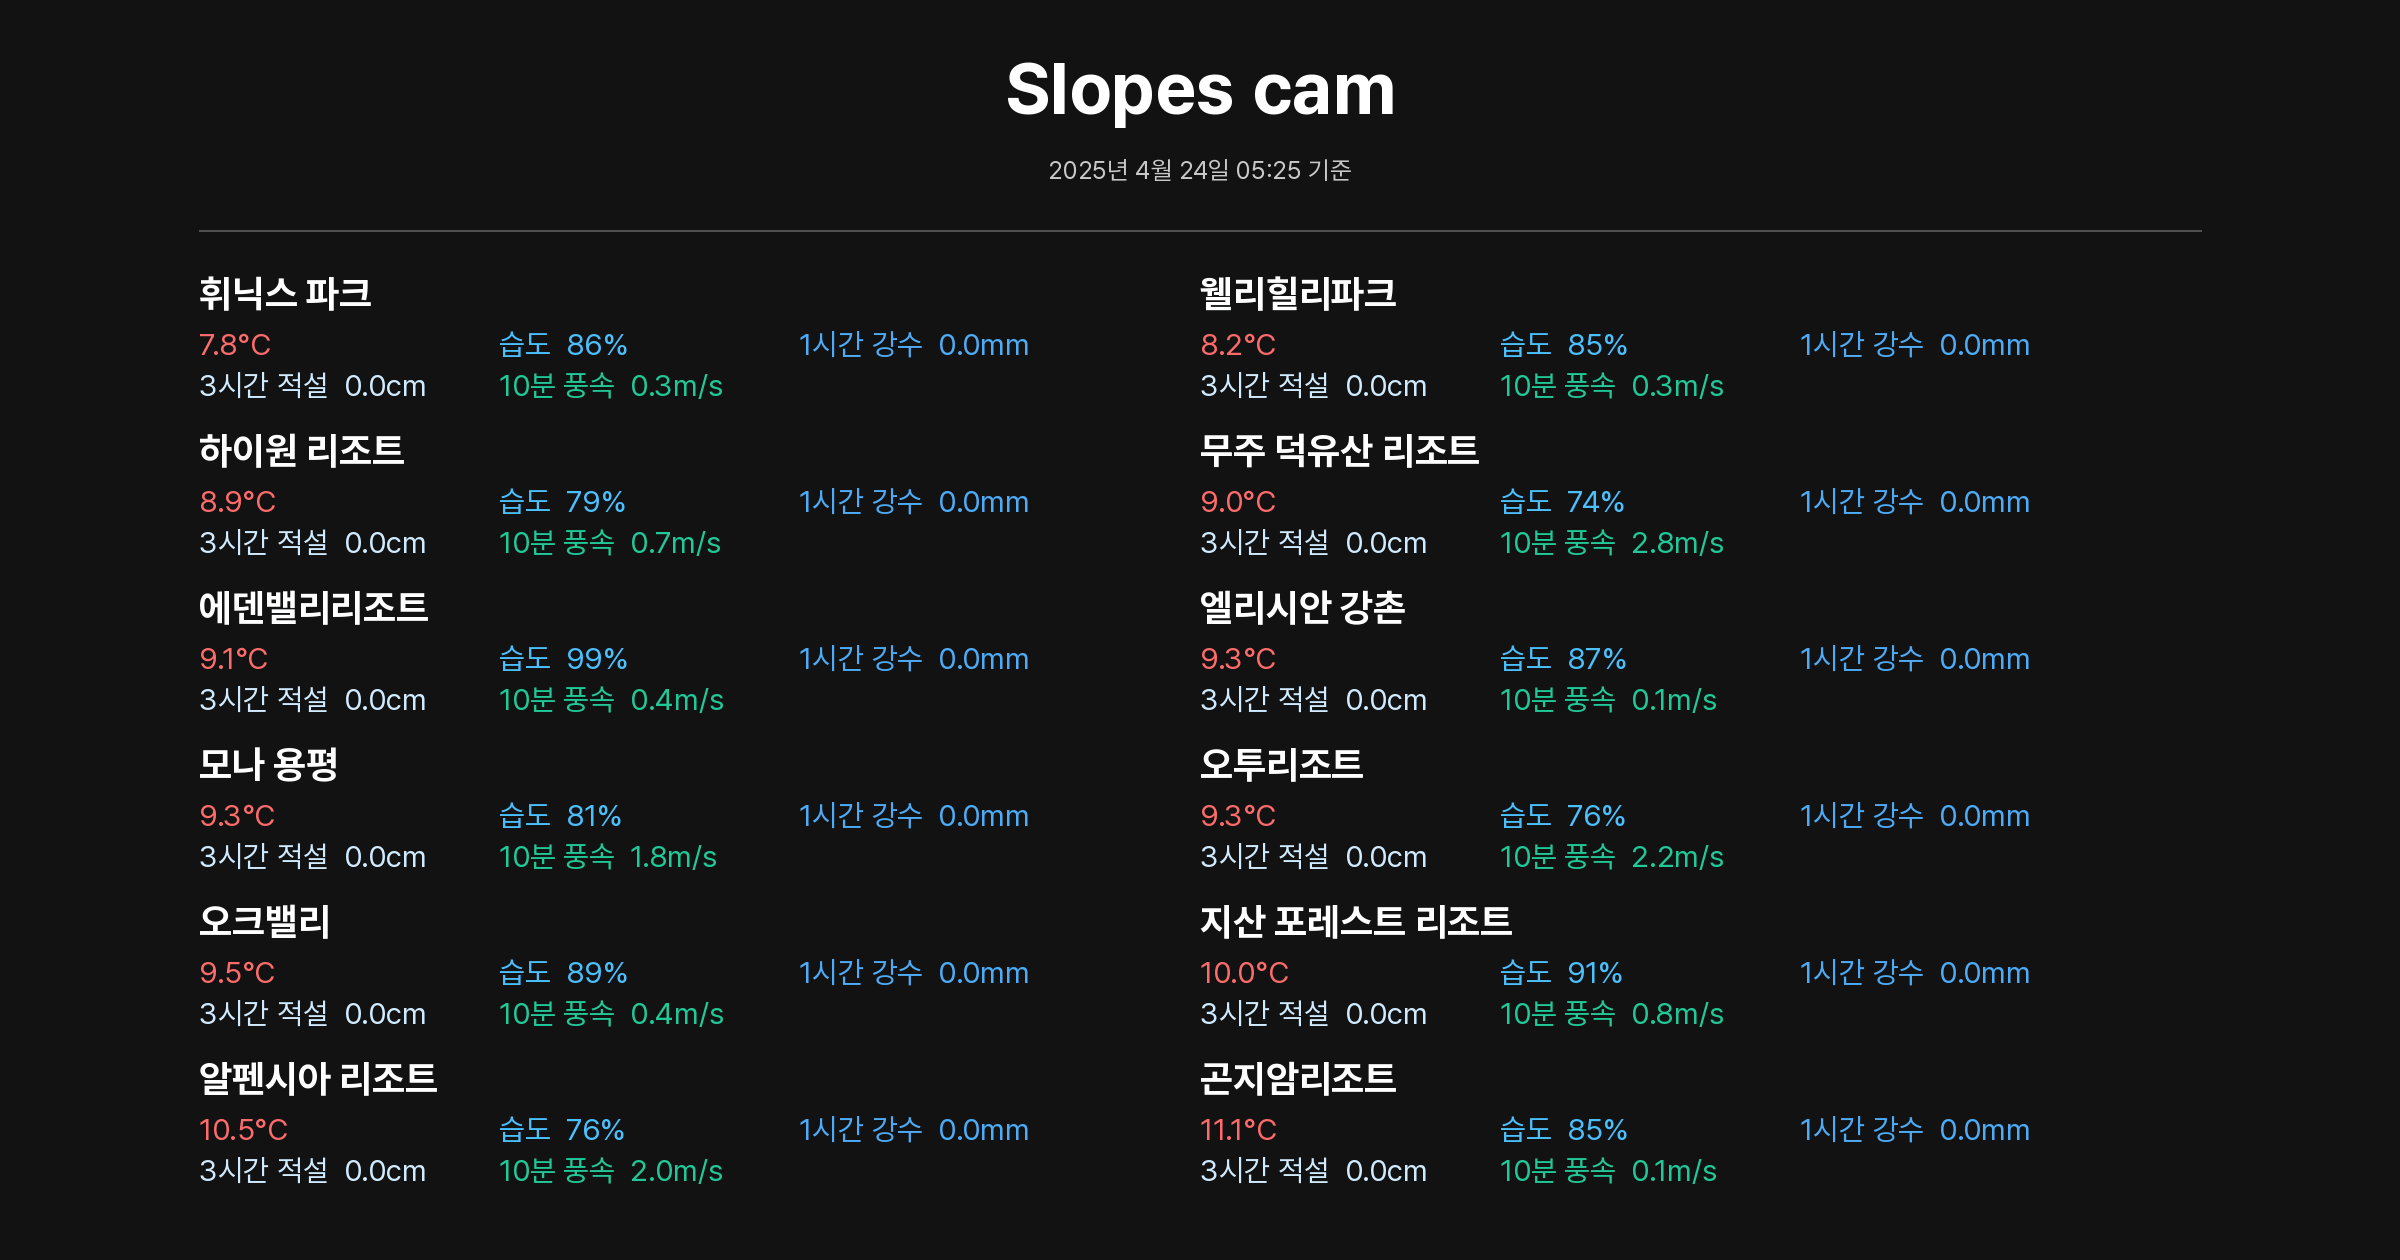 Slopes cam
2025년 4월 24일 05:25 기준
휘닉스 파크
7.8°C 습도 86% 1시간 강수 0.0mm
3시간 적설 0.0cm 10분 풍속 0.3m/s
웰리힐리파크
8.2°C 습도 85% 1시간 강수 0.0mm
3시간 적설 0.0cm 10분 풍속 0.3m/s
하이원 리조트
8.9°C 습도 79% 1시간 강수 0.0mm
3시간 적설 0.0cm 10분 풍속 0.7m/s
무주 덕유산 리조트
9.0°C 습도 74% 1시간 강수 0.0mm
3시간 적설 0.0cm 10분 풍속 2.8m/s
에덴밸리리조트
9.1°C 습도 99% 1시간 강수 0.0mm
3시간 적설 0.0cm 10분 풍속 0.4m/s
엘리시안 강촌
9.3°C 습도 87% 1시간 강수 0.0mm
3시간 적설 0.0cm 10분 풍속 0.1m/s
모나 용평
9.3°C 습도 81% 1시간 강수 0.0mm
3시간 적설 0.0cm 10분 풍속 1.8m/s
오투리조트
9.3°C 습도 76% 1시간 강수 0.0mm
3시간 적설 0.0cm 10분 풍속 2.2m/s
오크밸리
9.5°C 습도 89% 1시간 강수 0.0mm
3시간 적설 0.0cm 10분 풍속 0.4m/s
지산 포레스트 리조트
10.0°C 습도 91% 1시간 강수 0.0mm
3시간 적설 0.0cm 10분 풍속 0.8m/s
알펜시아 리조트
10.5°C 습도 76% 1시간 강수 0.0mm
3시간 적설 0.0cm 10분 풍속 2.0m/s
곤지암리조트
11.1°C 습도 85% 1시간 강수 0.0mm
3시간 적설 0.0cm 10분 풍속 0.1m/s